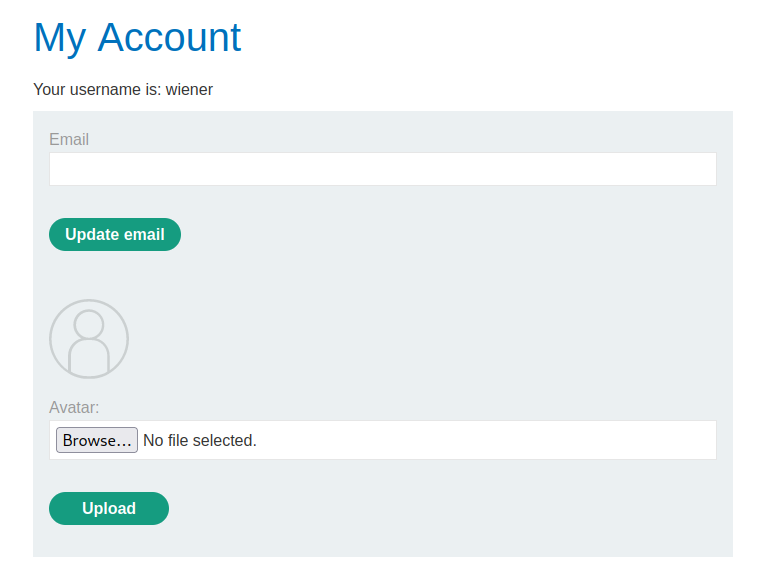 My Account
Your username is: wiener
Email
Update email
Avatar:
Browse... No file selected.
Upload